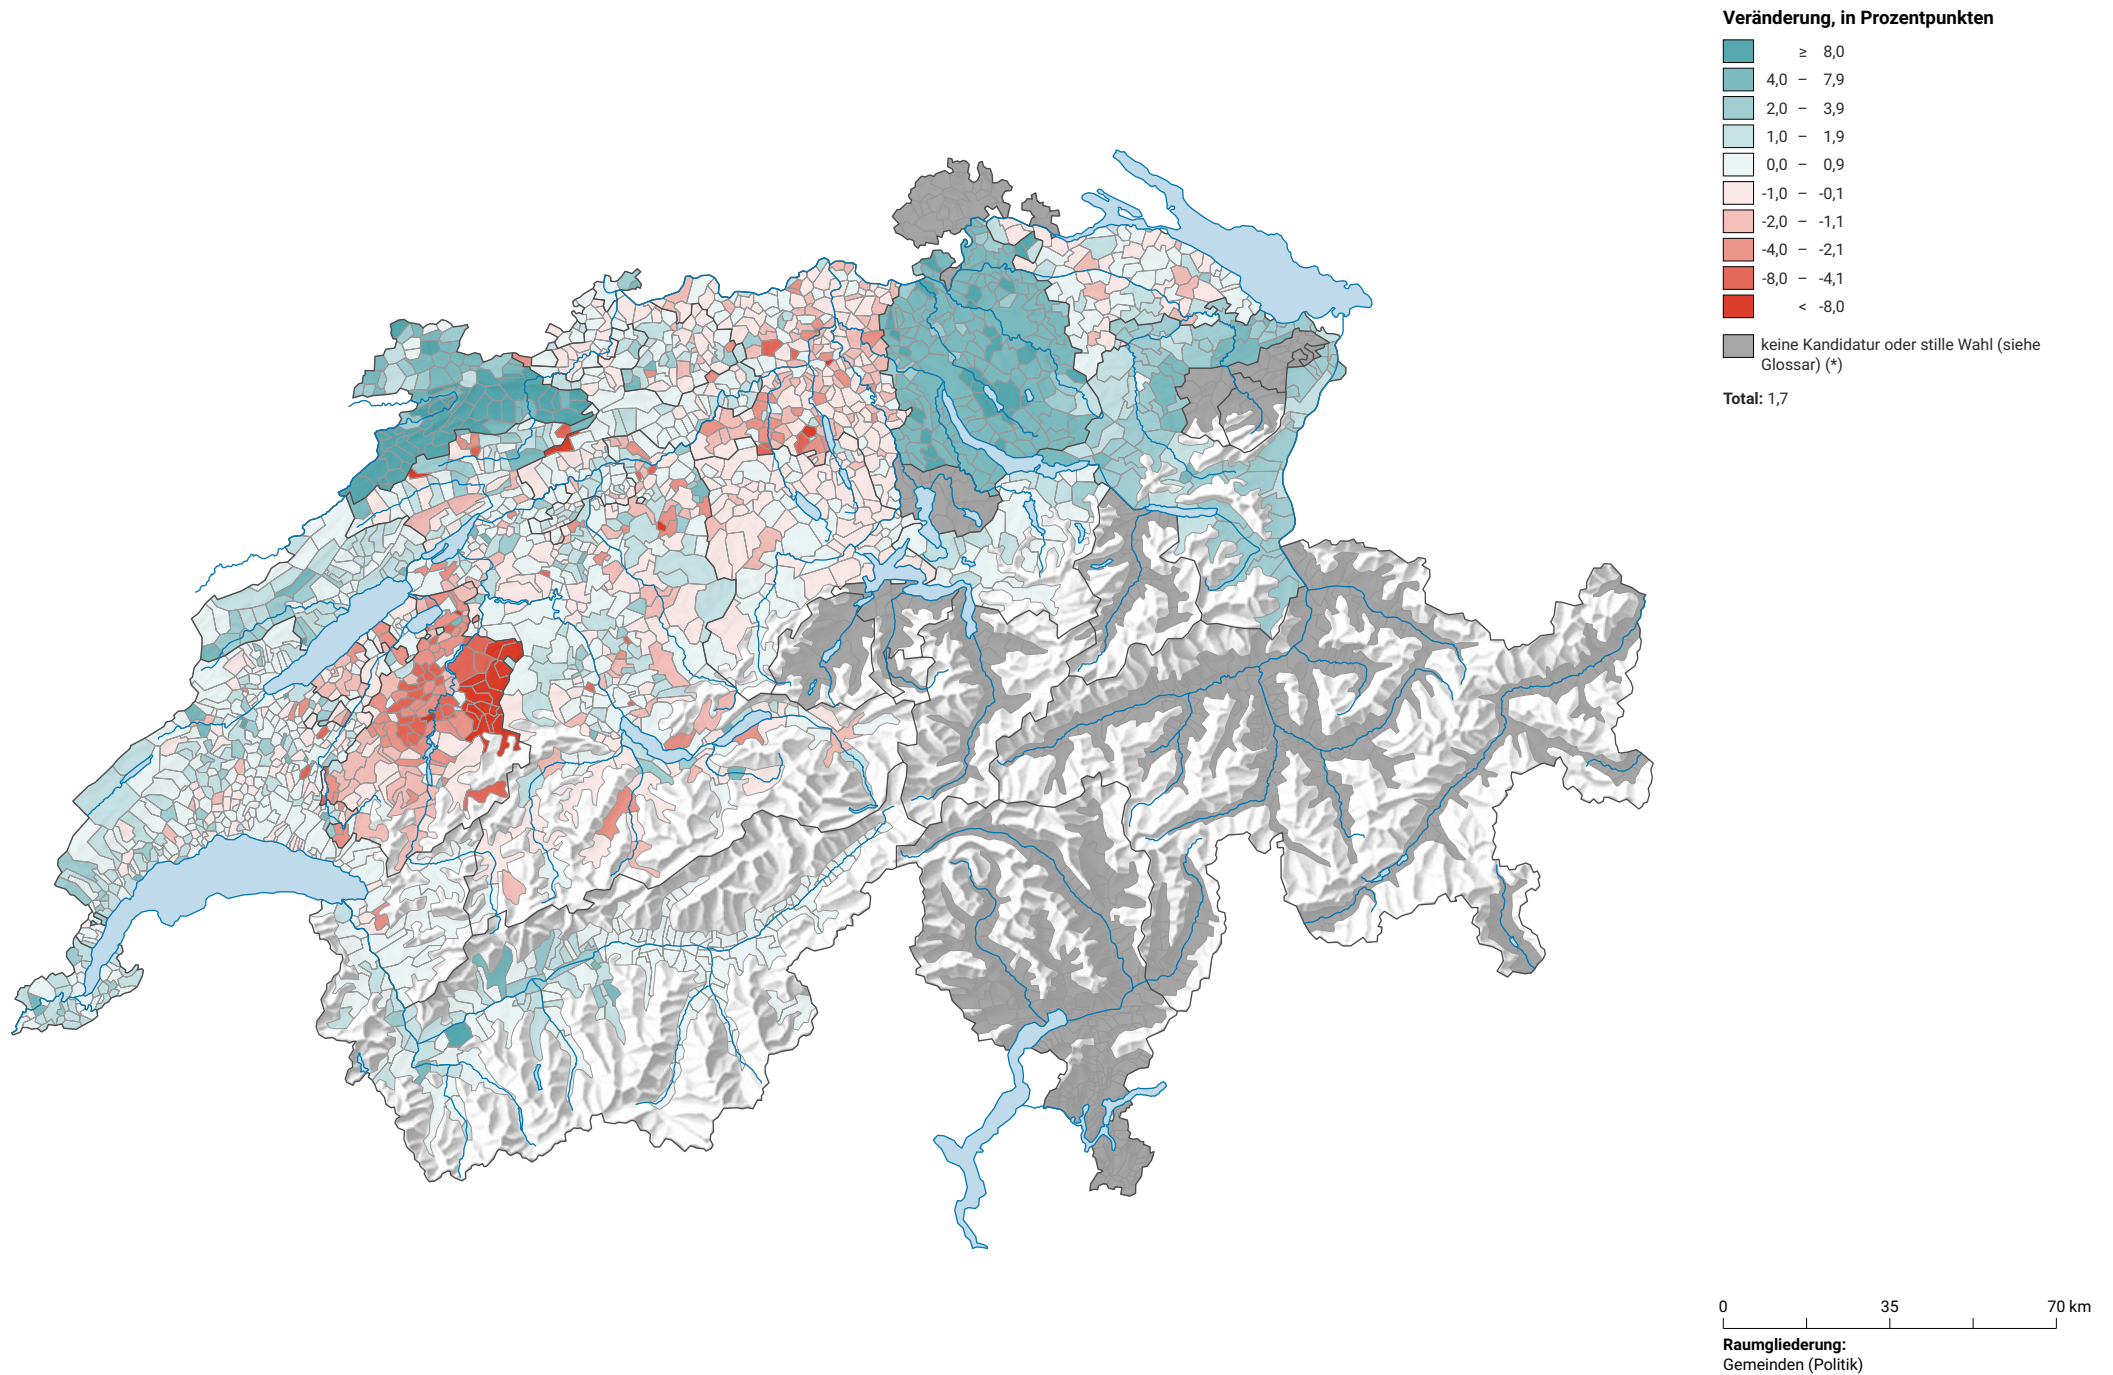 Veränderung, in Prozentpunkten
≥ 8,0
4,0 – 7,9
2,0 – 3,9
1,0 – 1,9
0,0 – 0,9
-1,0 – -0,1
-2,0 – -1,1
-4,0 – -2,1
-8,0 – -4,1
< -8,0
keine Kandidatur oder stille Wahl (siehe
Glossar) (*)
Total: 1,7
0 35 70 km
Raumgliederung:
Gemeinden (Politik)